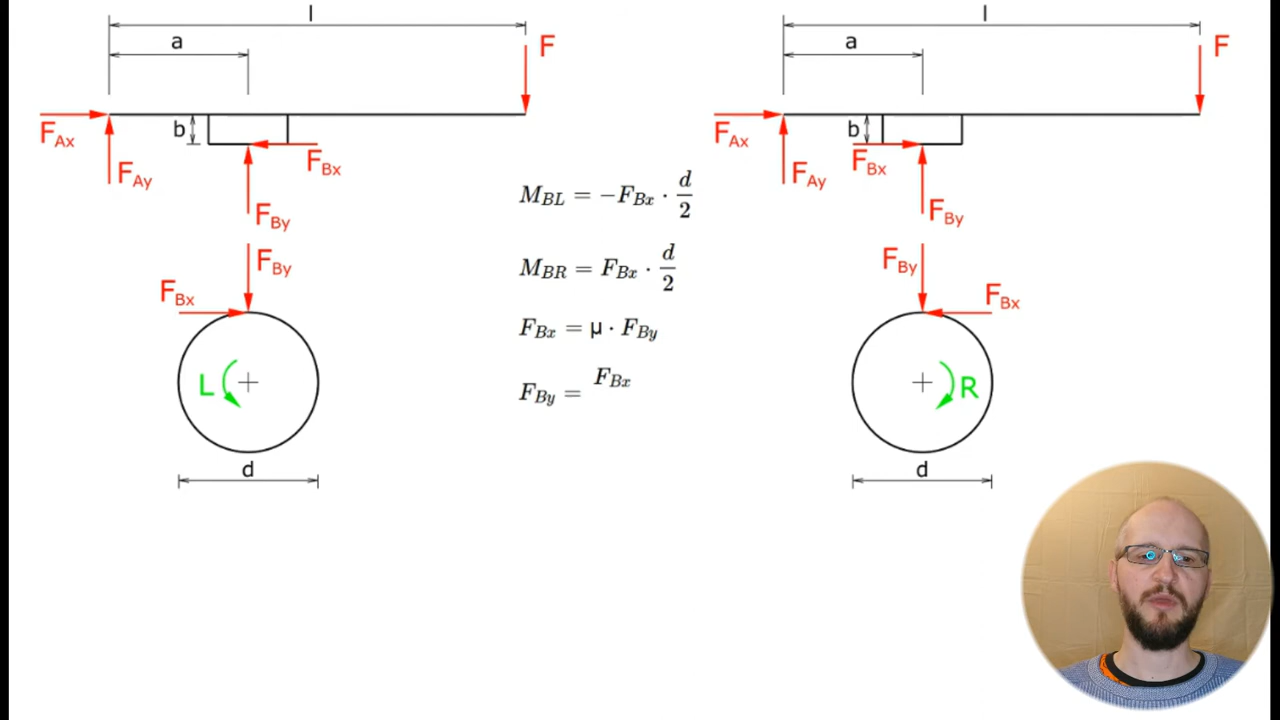 l
a
F
b
F_Ax
F_Ay
F_Bx
F_By
F_By
F_Bx
L
d
M_BL = −F_Bx · d/2
M_BR = F_Bx · d/2
F_Bx = μ · F_By
F_By = F_Bx
l
a
F
b
F_Ax
F_Ay
F_Bx
F_By
F_By
F_Bx
R
d